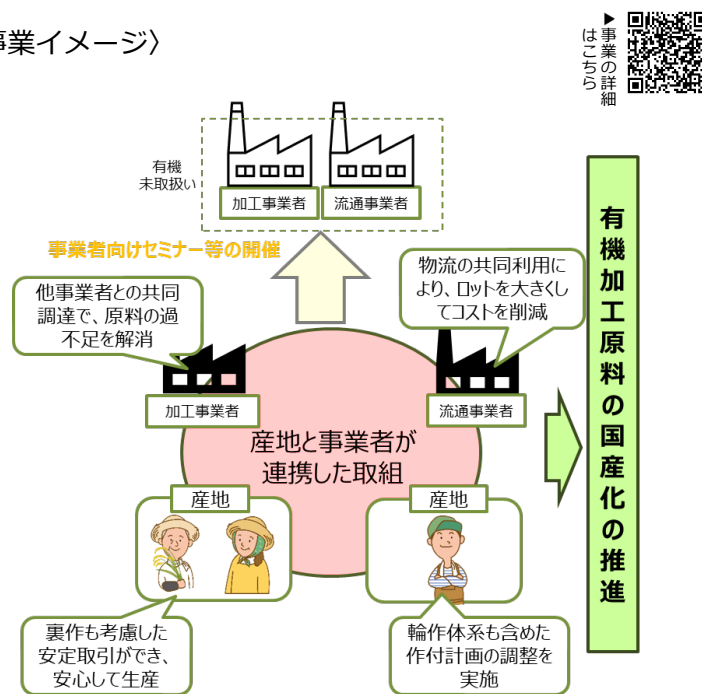 事業イメージ〉
▶事業の詳細
はこちら
有機
未取扱い
加工事業者
流通事業者
事業者向けセミナー等の開催
他事業者との共同
調達で、原料の過
不足を解消
物流の共同利用に
より、ロットを大きくし
てコストを削減
加工事業者
流通事業者
産地と事業者が
連携した取組
産地
産地
裏作も考慮した
安定取引ができ、
安心して生産
輪作体系も含めた
作付計画の調整を
実施
有機加工原料の国産化の推進